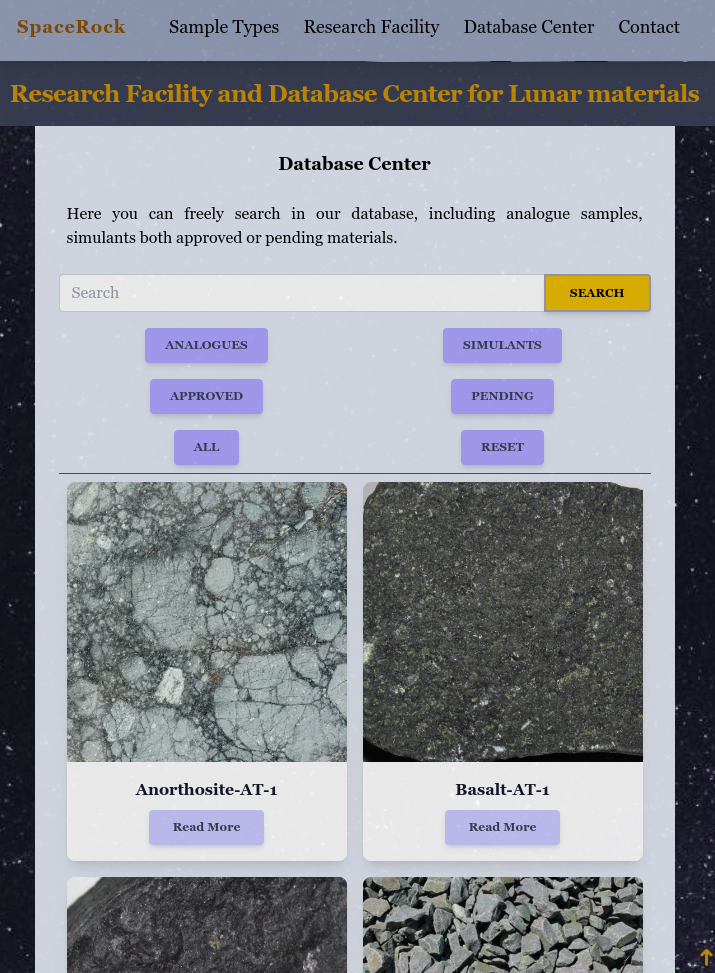 SpaceRock Sample Types Research Facility Database Center Contact
Research Facility and Database Center for Lunar materials
Database Center
Here you can freely search in our database, including analogue samples,
simulants both approved or pending materials.
Search SEARCH
ANALOGUES SIMULANTS
APPROVED PENDING
ALL RESET
Anorthosite-AT-1 Basalt-AT-1
Read More Read More